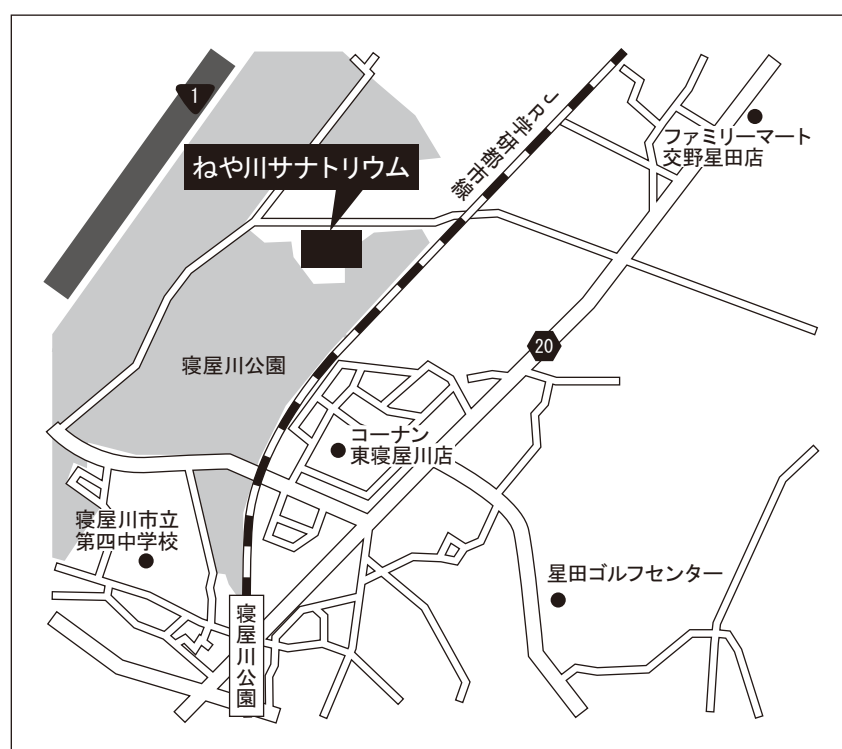 1
JR学研都市線
ファミリーマート
交野星田店
ねや川サナトリウム
20
寝屋川公園
コーナン
東寝屋川店
寝屋川市立
第四中学校
星田ゴルフセンター
寝屋川公園